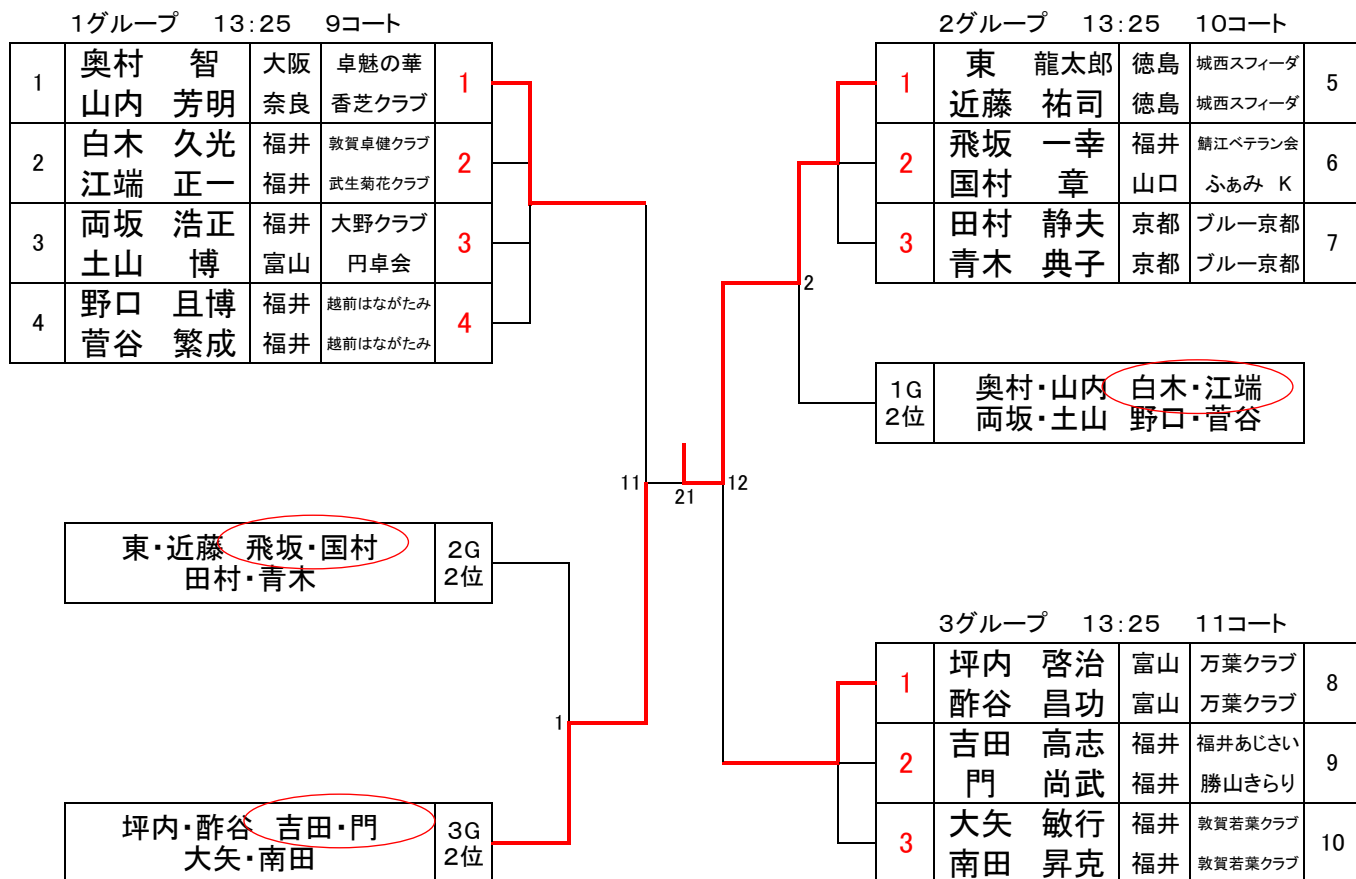 1グループ 13:25 9コート
1 奥村 智 大阪 卓魅の華 1
山内 芳明 奈良 香芝クラブ
2 白木 久光 福井 敦賀卓健クラブ 2
江端 正一 福井 武生菊花クラブ
3 両坂 浩正 福井 大野クラブ 3
土山 博 富山 円卓会
4 野口 且博 福井 越前はながたみ 4
菅谷 繁成 福井 越前はながたみ
2グループ 13:25 10コート
1 東 龍太郎 徳島 城西スフィーダ 5
近藤 祐司 徳島 城西スフィーダ
2 飛坂 一幸 福井 鯖江ベテラン会 6
国村 章 山口 ふぁみ K
3 田村 静夫 京都 ブルー京都 7
青木 典子 京都 ブルー京都
2
1G 奥村・山内 白木・江端
2位 両坂・土山 野口・菅谷
11
21
12
東・近藤 飛坂・国村 2G
田村・青木 2位
1
坪内・酢谷 吉田・門 3G
大矢・南田 2位
3グループ 13:25 11コート
1 坪内 啓治 富山 万葉クラブ 8
酢谷 昌功 富山 万葉クラブ
2 吉田 高志 福井 福井あじさい 9
門 尚武 福井 勝山きらり
3 大矢 敏行 福井 敦賀若葉クラブ 10
南田 昇克 福井 敦賀若葉クラブ